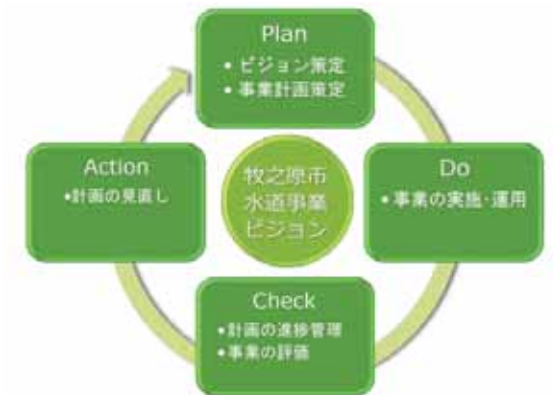 Plan
• ビジョン策定
• 事業計画策定
Do
• 事業の実施・運用
Check
•計画の進捗管理
•事業の評価
Action
•計画の見直し
牧之原市
水道事業
ビジョン